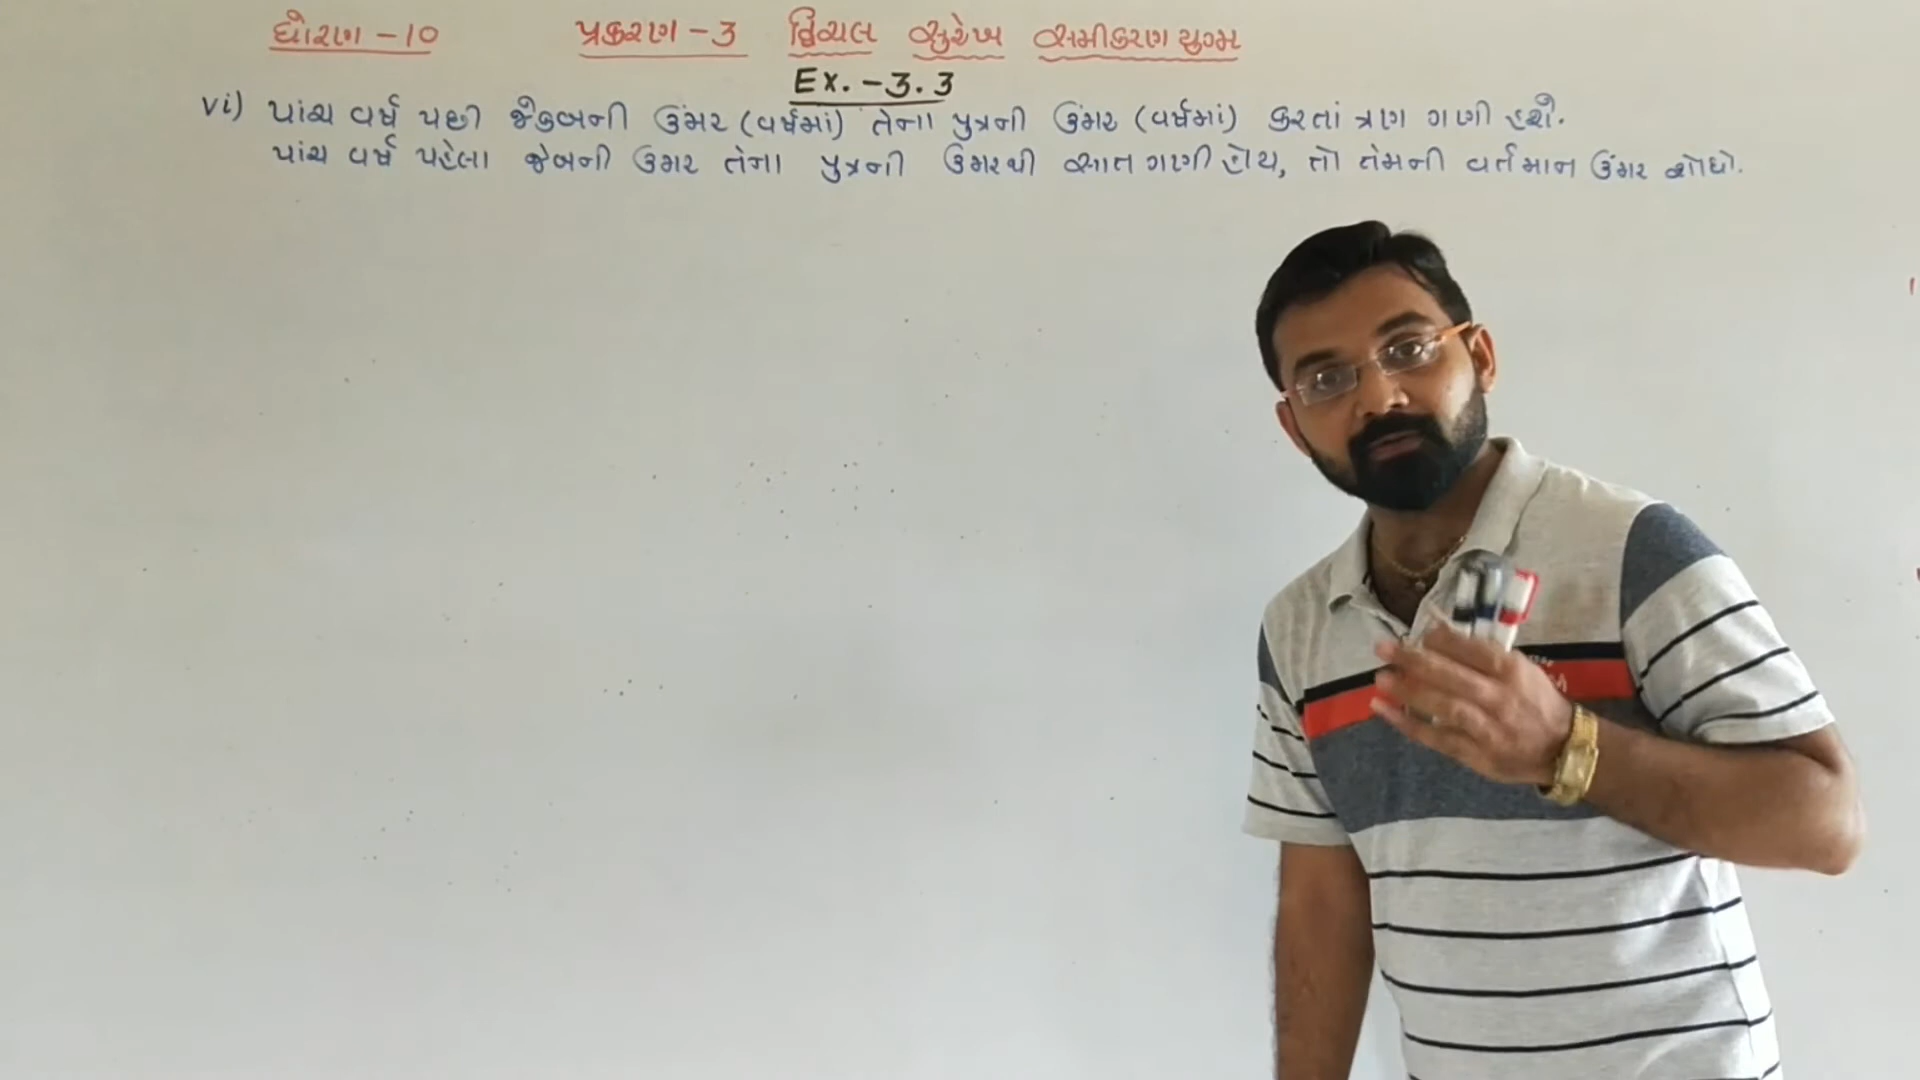 ધોરણ - 10 પ્રકરણ - 3 દ્વિચલ સુરેખ સમીકરણ યુગ્મ
Ex. - 3.3
vi) પાંચ વર્ષ પછી જેકબની ઉંમર (વર્ષમાં) તેના પુત્રની ઉંમર (વર્ષમાં) કરતાં ત્રણ ગણી હશે.
પાંચ વર્ષ પહેલા જેબની ઉંમર તેના પુત્રની ઉંમરથી સાત ગણી હોય, તો તેમની વર્તમાન ઉંમર શોધો.